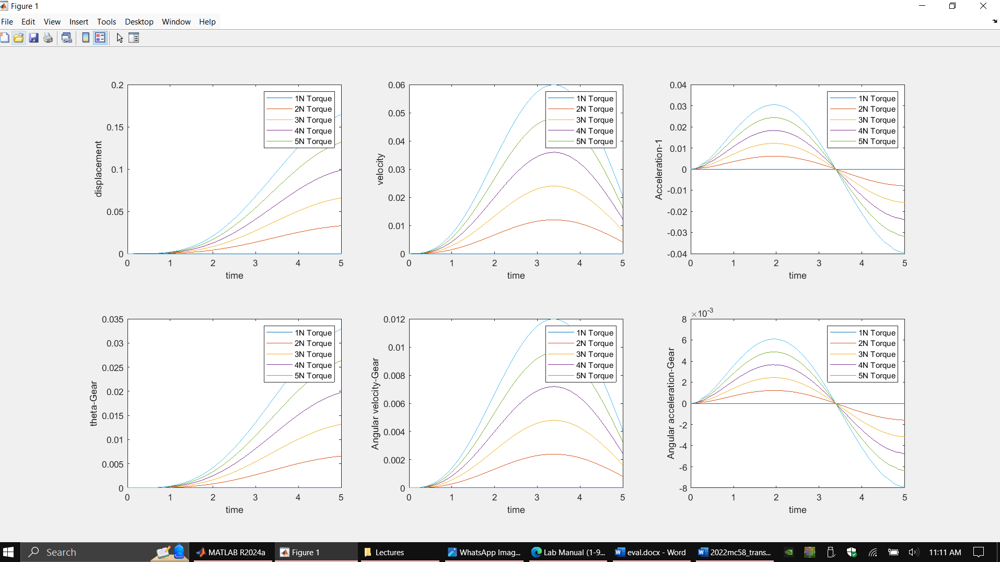 Figure 1
File Edit View Insert Tools Desktop Window Help
0.2
0.15
0.1
0.05
0
displacement
0 1 2 3 4 5
time
1N Torque
2N Torque
3N Torque
4N Torque
5N Torque
0.06
0.05
0.04
0.03
0.02
0.01
0
velocity
0 1 2 3 4 5
time
1N Torque
2N Torque
3N Torque
4N Torque
5N Torque
0.04
0.03
0.02
0.01
0
-0.01
-0.02
-0.03
-0.04
Acceleration-1
0 1 2 3 4 5
time
1N Torque
2N Torque
3N Torque
4N Torque
5N Torque
0.035
0.03
0.025
0.02
0.015
0.01
0.005
0
theta-Gear
0 1 2 3 4 5
time
1N Torque
2N Torque
3N Torque
4N Torque
5N Torque
0.012
0.01
0.008
0.006
0.004
0.002
0
Angular velocity-Gear
0 1 2 3 4 5
time
1N Torque
2N Torque
3N Torque
4N Torque
5N Torque
×10⁻³
8
6
4
2
0
-2
-4
-6
-8
Angular acceleration-Gear
0 1 2 3 4 5
time
1N Torque
2N Torque
3N Torque
4N Torque
5N Torque
Search
MATLAB R2024a
Figure 1
Lectures
WhatsApp Imag...
Lab Manual (1-9...
eval.docx - Word
2022mc58_trans...
11:11 AM